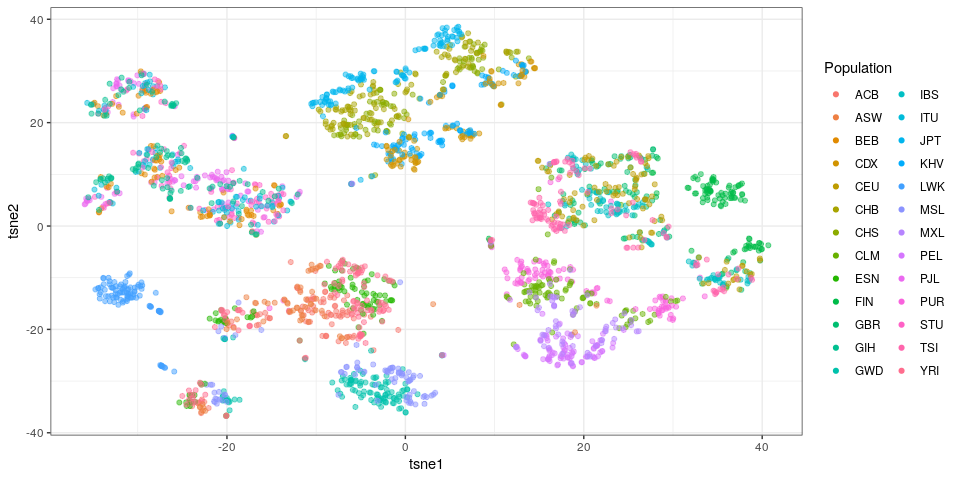 40
20
0
-20
-40
tsne2
-20 0 20 40
tsne1
Population
ACB IBS
ASW ITU
BEB JPT
CDX KHV
CEU LWK
CHB MSL
CHS MXL
CLM PEL
ESN PJL
FIN PUR
GBR STU
GIH TSI
GWD YRI